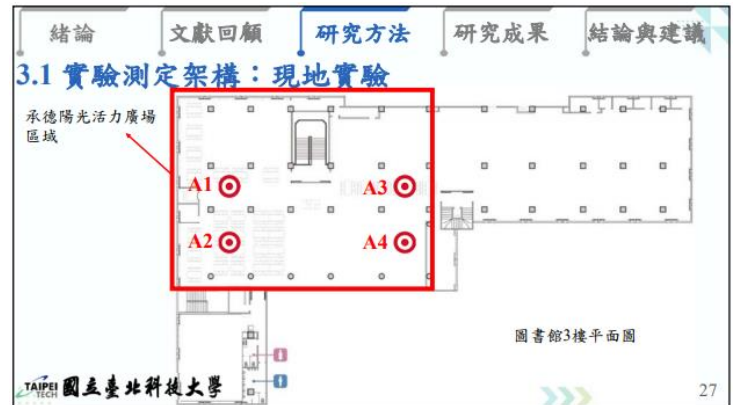 緒論 文獻回顧 研究方法 研究成果 結論與建議
3.1 實驗測定架構：現地實驗
承德陽光活力廣場
區域
A1 A3
A2 A4
圖書館3樓平面圖
TAIPEI TECH 國立臺北科技大學 27